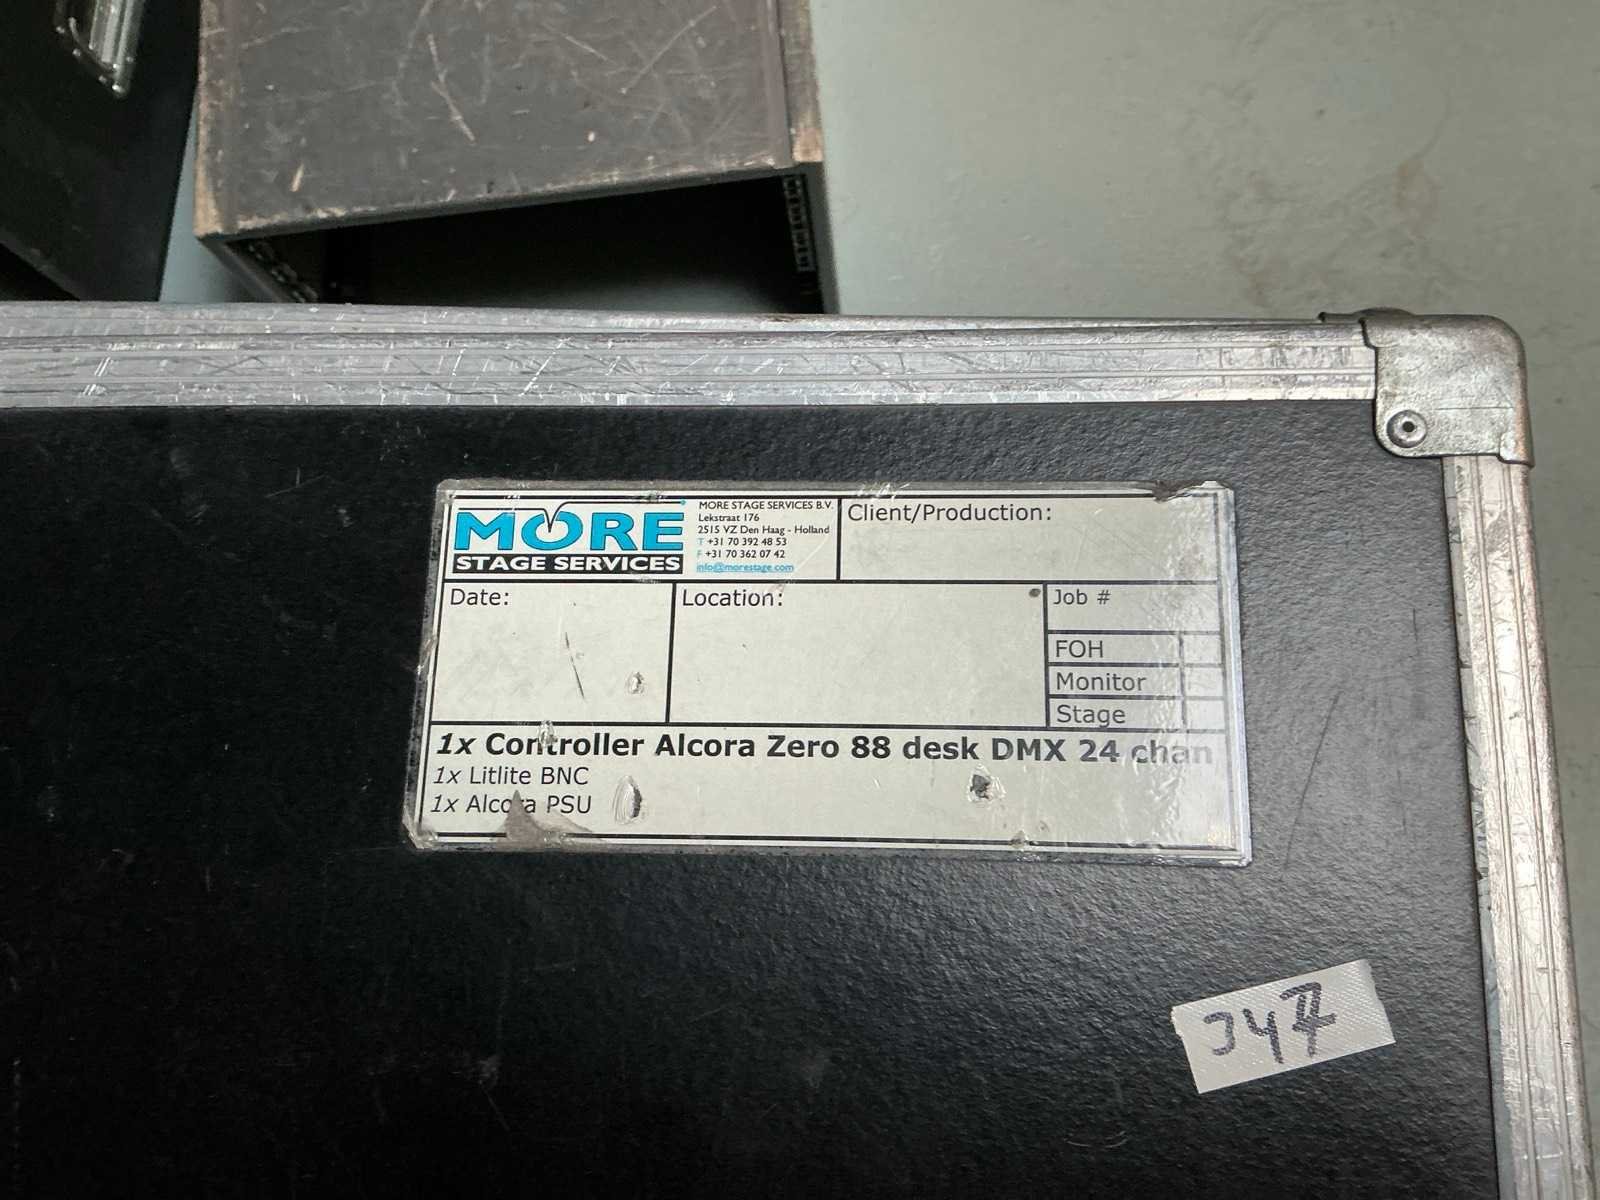 MORE
STAGE SERVICES
MORE STAGE SERVICES B.V.
Lekstraat 176
2515 VZ Den Haag - Holland
T +31 70 392 48 53
F +31 70 362 07 42
info@morestage.com
Client/Production:
Date:
Location:
Job #
FOH
Monitor
Stage
1x Controller Alcora Zero 88 desk DMX 24 chan
1x Litlite BNC
1x Alcora PSU